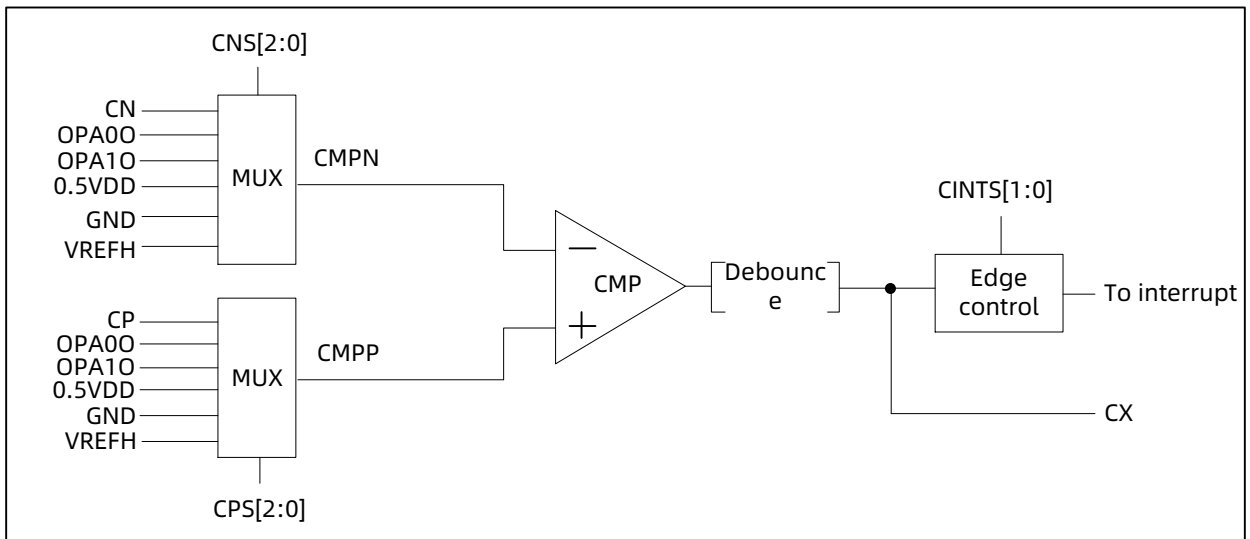 CNS[2:0]
CN
OPA0O
OPA1O
0.5VDD
GND
VREFH
MUX
CMPN
CP
OPA0O
OPA1O
0.5VDD
GND
VREFH
MUX
CMPP
CPS[2:0]
−
CMP
+
Debounc
e
CINTS[1:0]
Edge
control
To interrupt
CX